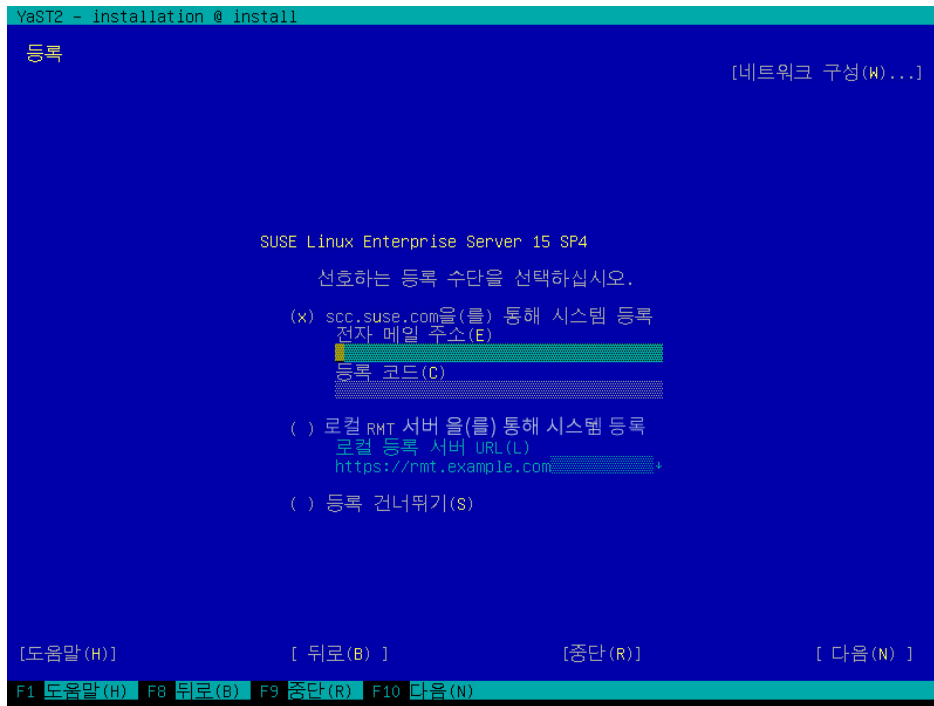 YaST2 - installation @ install
등록
[네트워크 구성(W)...]
SUSE Linux Enterprise Server 15 SP4
선호하는 등록 수단을 선택하십시오.
(x) scc.suse.com을(를) 통해 시스템 등록
전자 메일 주소(E)
등록 코드(C)
( ) 로컬 RMT 서버 을(를) 통해 시스템 등록
로컬 등록 서버 URL(L)
https://rmt.example.com
( ) 등록 건너뛰기(S)
[도움말(H)] [ 뒤로(B) ] [중단(R)] [ 다음(N) ]
F1 도움말(H) F8 뒤로(B) F9 중단(R) F10 다음(N)